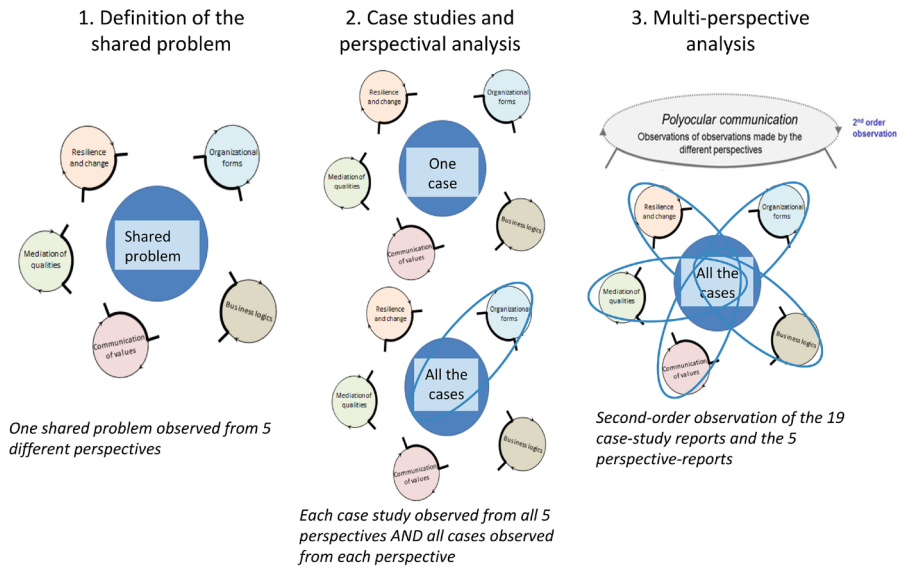 1. Definition of the
shared problem
Resilience
and change
Organizational
forms
Shared
problem
Mediation of
qualities
Business logics
Communication
of values
One shared problem observed from 5
different perspectives
2. Case studies and
perspectival analysis
Resilience
and change
Organizational
forms
One
case
Mediation of
qualities
Business logics
Communication
of values
Resilience
and change
Organizational
forms
All the
cases
Mediation of
qualities
Business logics
Communication
of values
Each case study observed from all 5
perspectives AND all cases observed
from each perspective
3. Multi-perspective
analysis
Polyocular communication
Observations of observations made by the
different perspectives
2nd order
observation
Resilience
and change
Organizational
forms
All the
cases
Mediation of
qualities
Business logics
Communication
of values
Second-order observation of the 19
case-study reports and the 5
perspective-reports